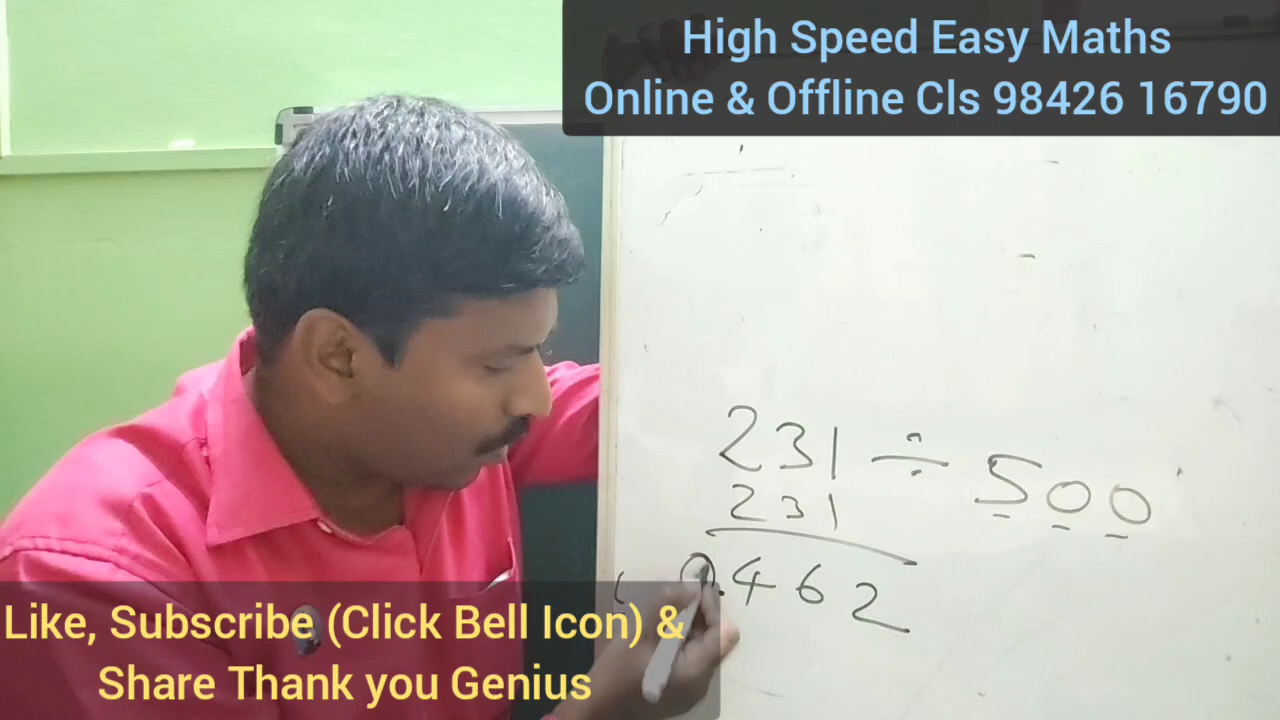 High Speed Easy Maths
Online & Offline Cls 98426 16790
231 ÷ 500
231
0.462
Like, Subscribe (Click Bell Icon) &
Share Thank you Genius